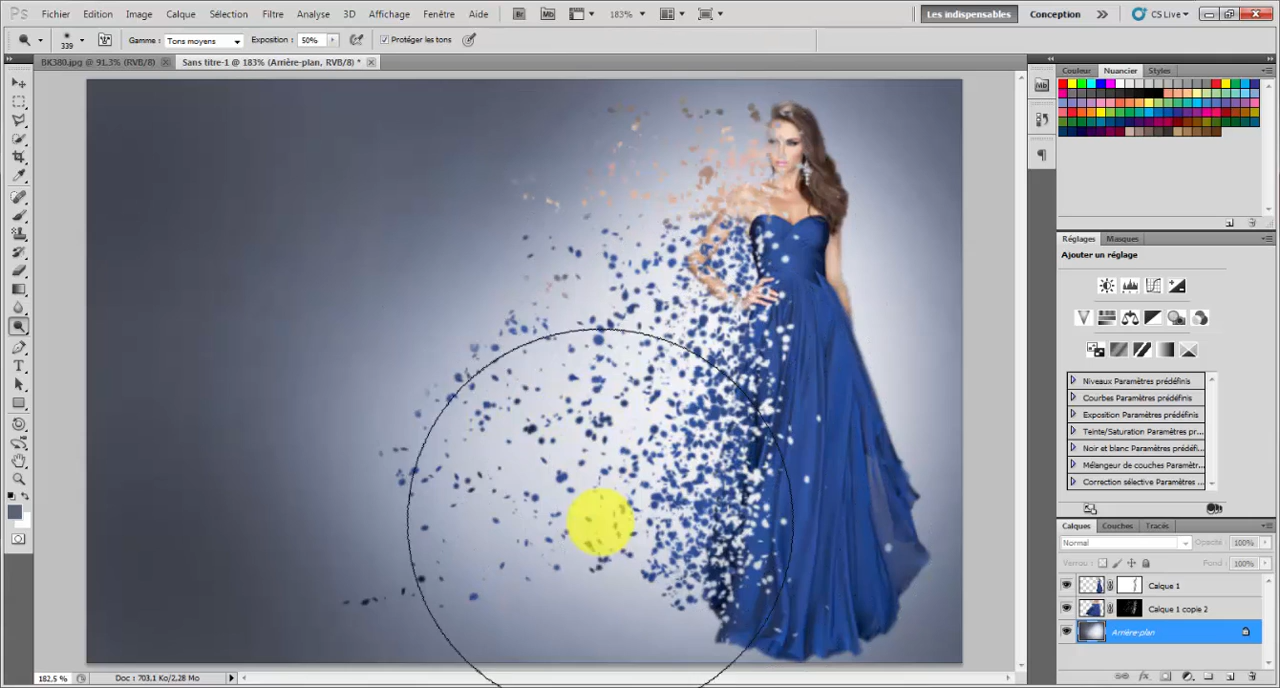 Ps Fichier Edition Image Calque Sélection Filtre Analyse 3D Affichage Fenêtre Aide Br Mb 183% Les indispensables Conception CS Live
339 Gamme : Tons moyens Exposition : 50% Protéger les tons
BK380.jpg @ 91.3% (RVB/8) Sans titre-1 @ 183% (Arrière-plan, RVB/8) *
Couleur Nuancier Styles
Mb
Réglages Masques
Ajouter un réglage
Niveaux Paramètres prédéfinis
Courbes Paramètres prédéfinis
Exposition Paramètres prédéfinis
Teinte/Saturation Paramètres pr...
Noir et blanc Paramètres prédéfi...
Mélangeur de couches Paramètr...
Correction sélective Paramètres ...
Calques Couches Tracés
Normal Opacité : 100%
Verrou : Fond : 100%
Calque 1
Calque 1 copie 2
Arrière-plan
182,5 % Doc : 703.1 Ko/2,28 Mo